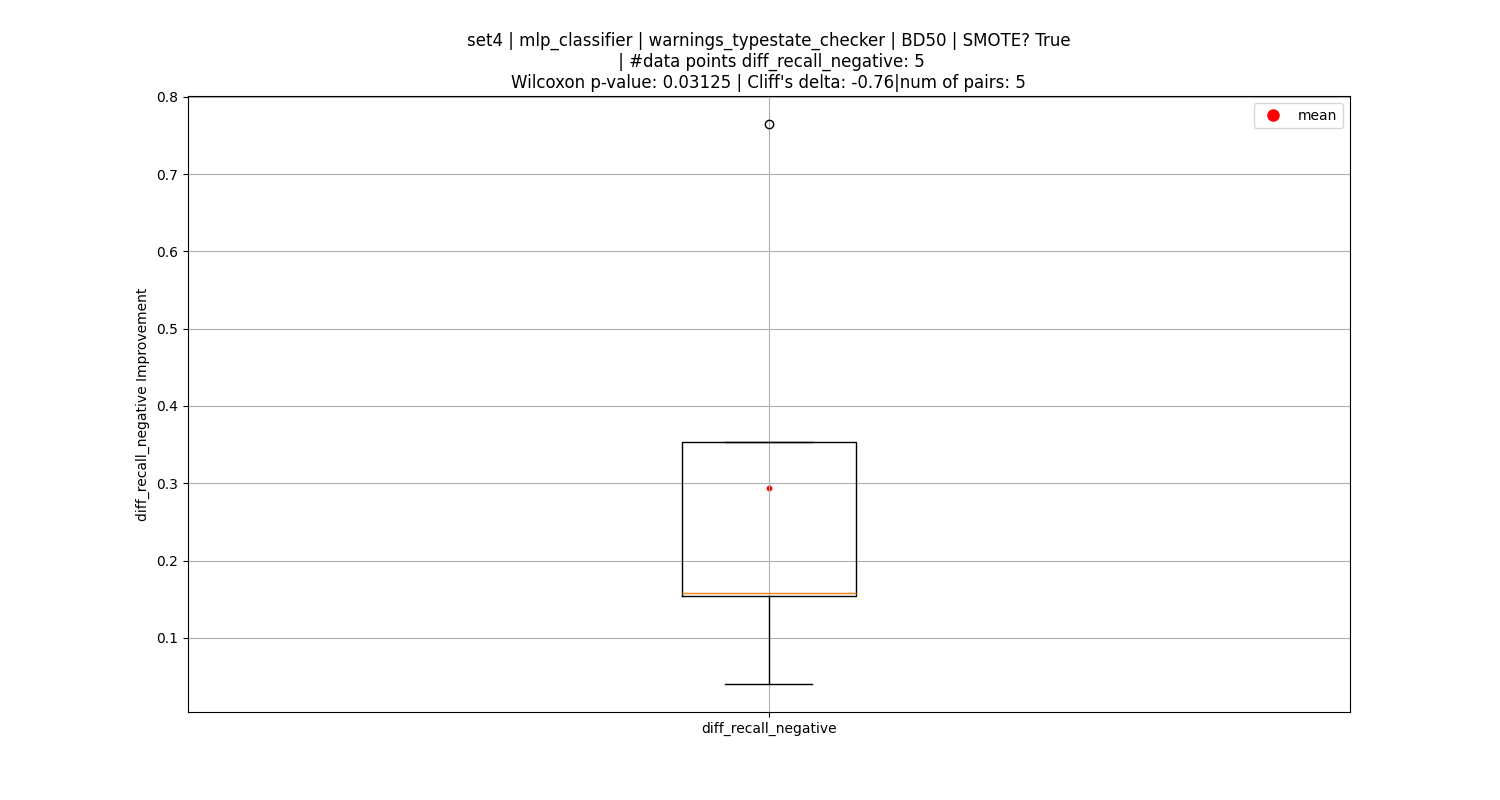 set4 | mlp_classifier | warnings_typestate_checker | BD50 | SMOTE? True
| #data points diff_recall_negative: 5
Wilcoxon p-value: 0.03125 | Cliff's delta: -0.76|num of pairs: 5
mean
0.8
0.7
0.6
0.5
0.4
0.3
0.2
0.1
diff_recall_negative Improvement
diff_recall_negative